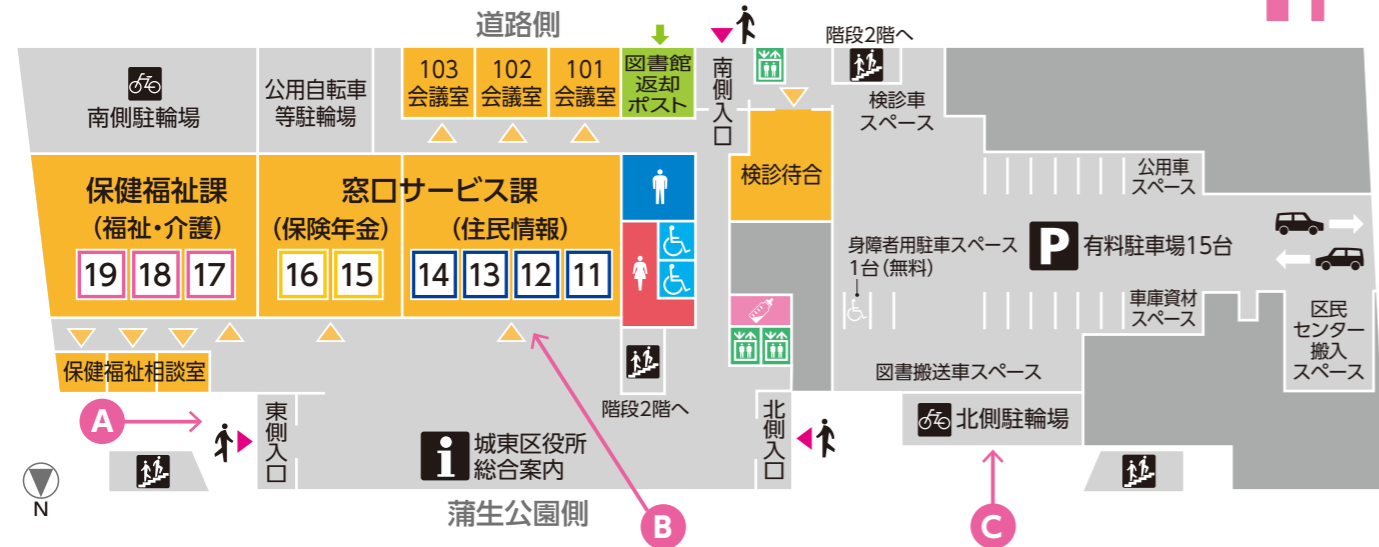 道路側
階段2階へ
南側駐輪場
公用自転車
等駐輪場
103
会議室
102
会議室
101
会議室
図書館
返却
ポスト
南側入口
検診車
スペース
保健福祉課
(福祉・介護)
19 18 17
窓口サービス課
(保険年金)
16 15
(住民情報)
14 13 12 11
検診待合
公用車
スペース
身障者用駐車スペース
1台(無料)
P 有料駐車場15台
車庫資材
スペース
区民
センター
搬入
スペース
保健福祉相談室
階段2階へ
図書搬送車スペース
A
東側入口
i 城東区役所
総合案内
北側入口
北側駐輪場
N
蒲生公園側
B
C